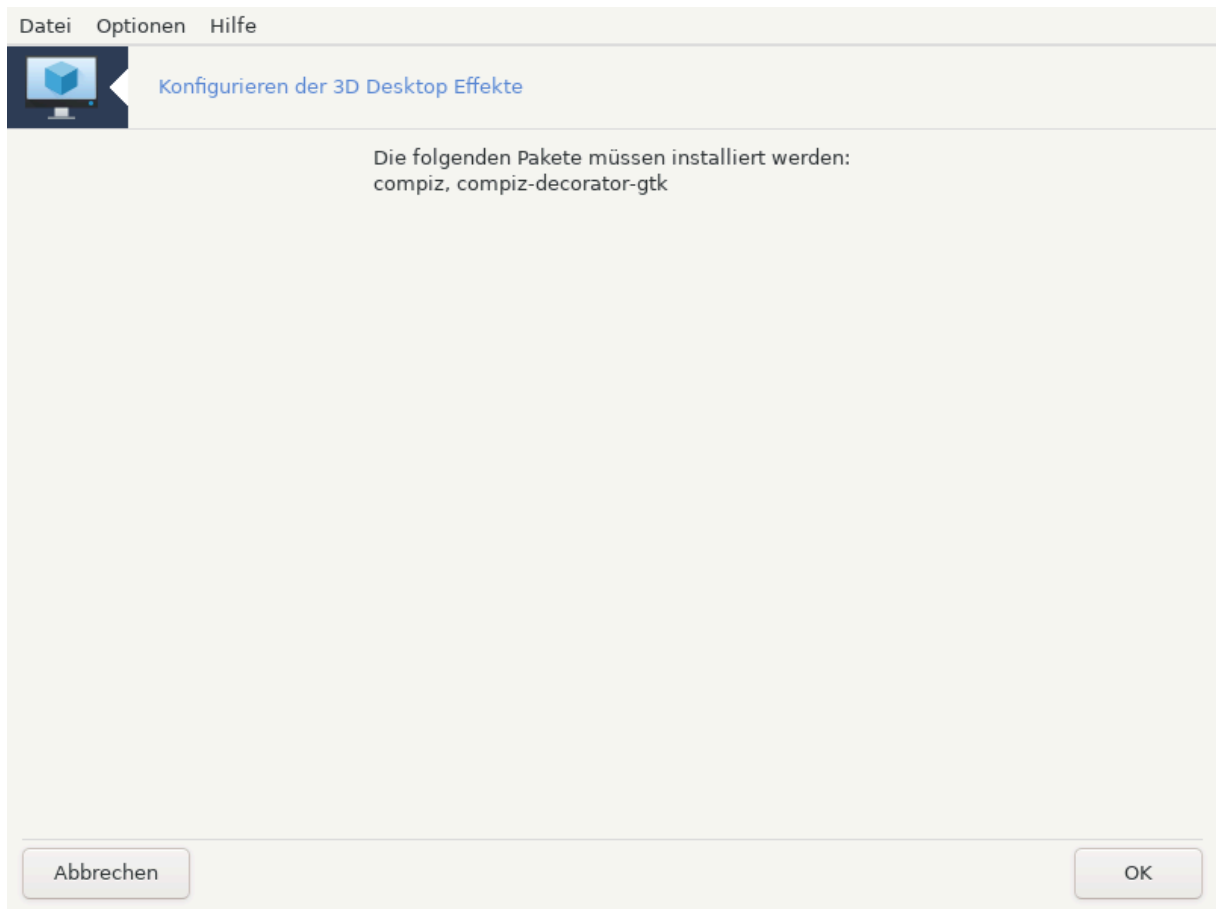 Datei Optionen Hilfe
Konfigurieren der 3D Desktop Effekte
Die folgenden Pakete müssen installiert werden:
compiz, compiz-decorator-gtk
Abbrechen OK